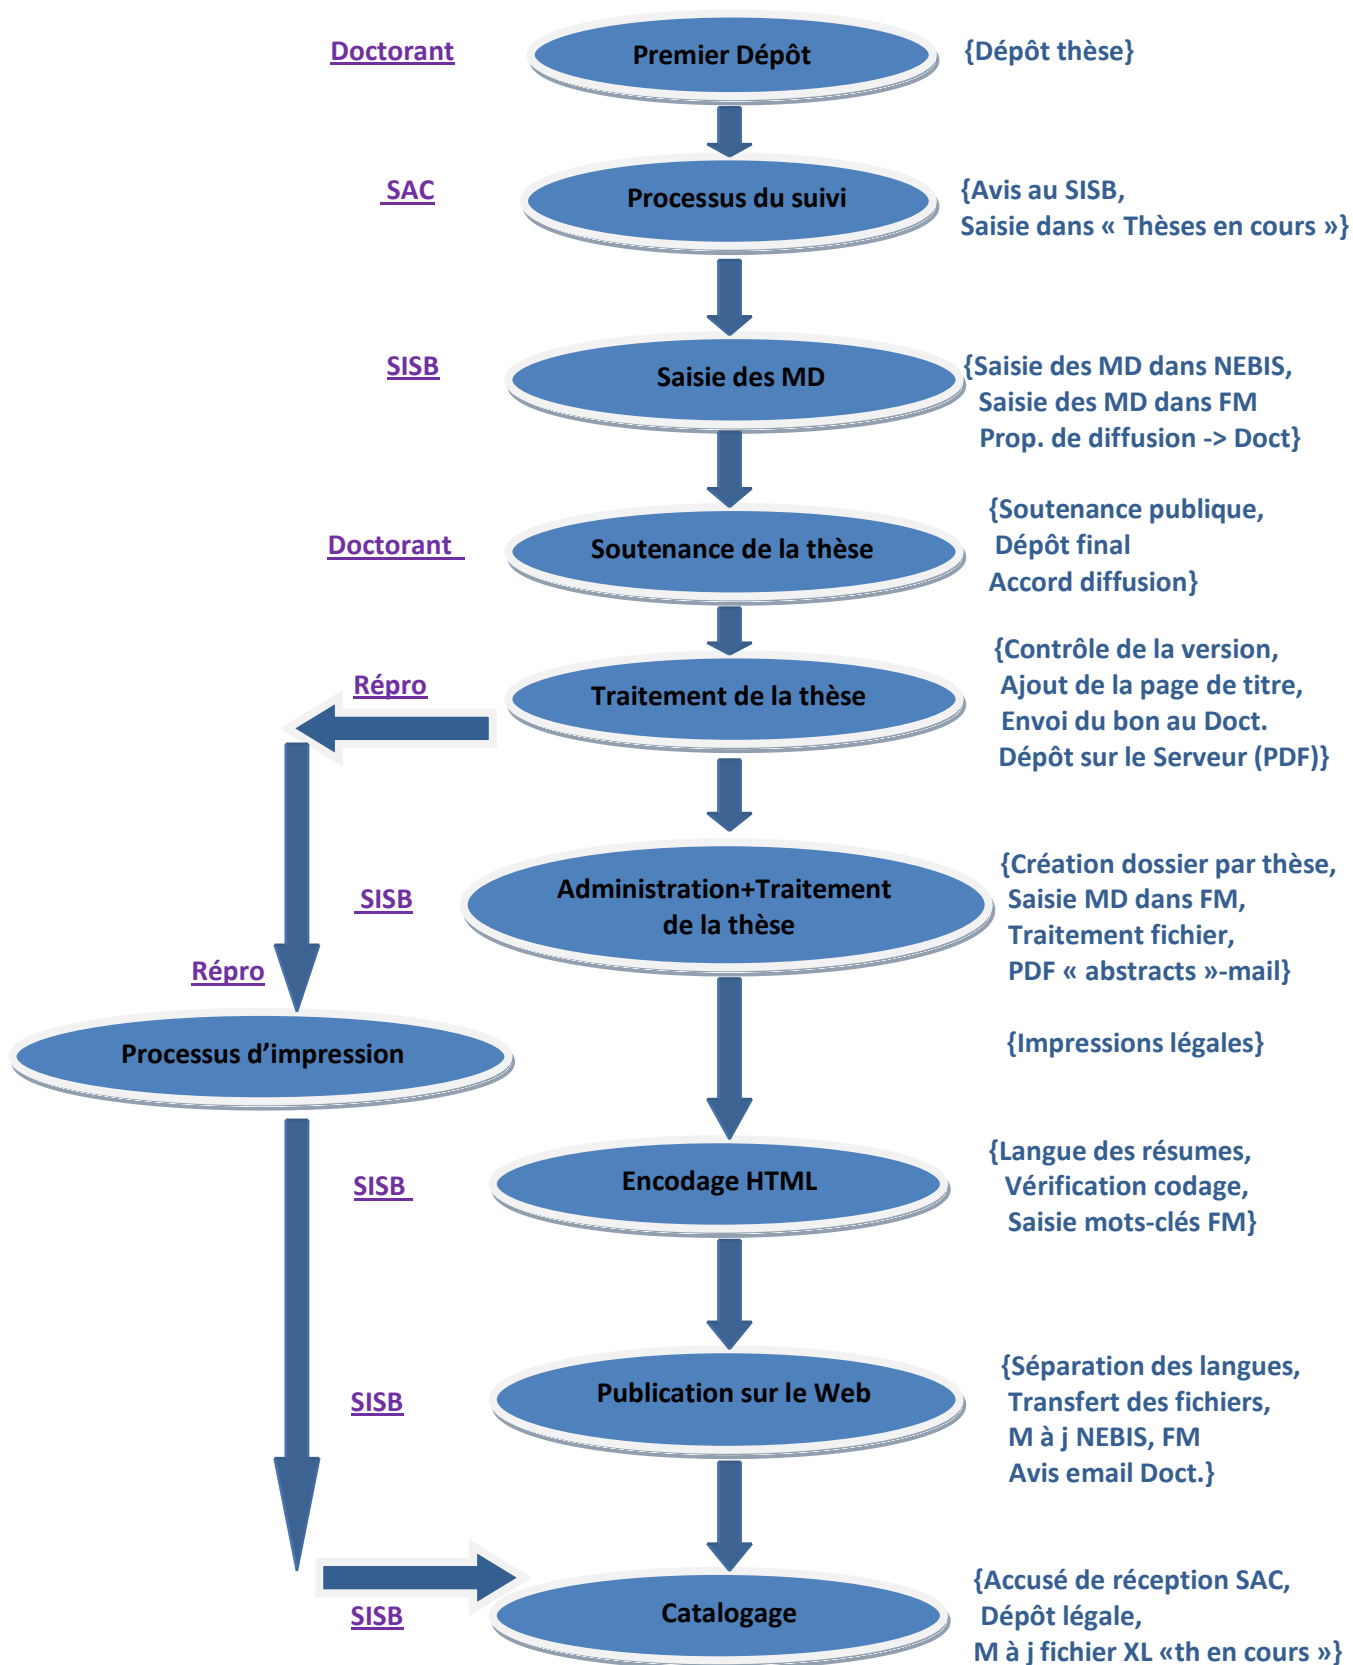 Doctorant
Premier Dépôt
{Dépôt thèse}
SAC
Processus du suivi
{Avis au SISB,
Saisie dans « Thèses en cours »}
SISB
Saisie des MD
{Saisie des MD dans NEBIS,
Saisie des MD dans FM
Prop. de diffusion -> Doct}
Doctorant
Soutenance de la thèse
{Soutenance publique,
Dépôt final
Accord diffusion}
Répro
Traitement de la thèse
{Contrôle de la version,
Ajout de la page de titre,
Envoi du bon au Doct.
Dépôt sur le Serveur (PDF)}
SISB
Administration+Traitement
de la thèse
{Création dossier par thèse,
Saisie MD dans FM,
Traitement fichier,
PDF « abstracts »-mail}
Répro
Processus d’impression
{Impressions légales}
SISB
Encodage HTML
{Langue des résumes,
Vérification codage,
Saisie mots-clés FM}
SISB
Publication sur le Web
{Séparation des langues,
Transfert des fichiers,
M à j NEBIS, FM
Avis email Doct.}
SISB
Catalogage
{Accusé de réception SAC,
Dépôt légale,
M à j fichier XL «th en cours »}